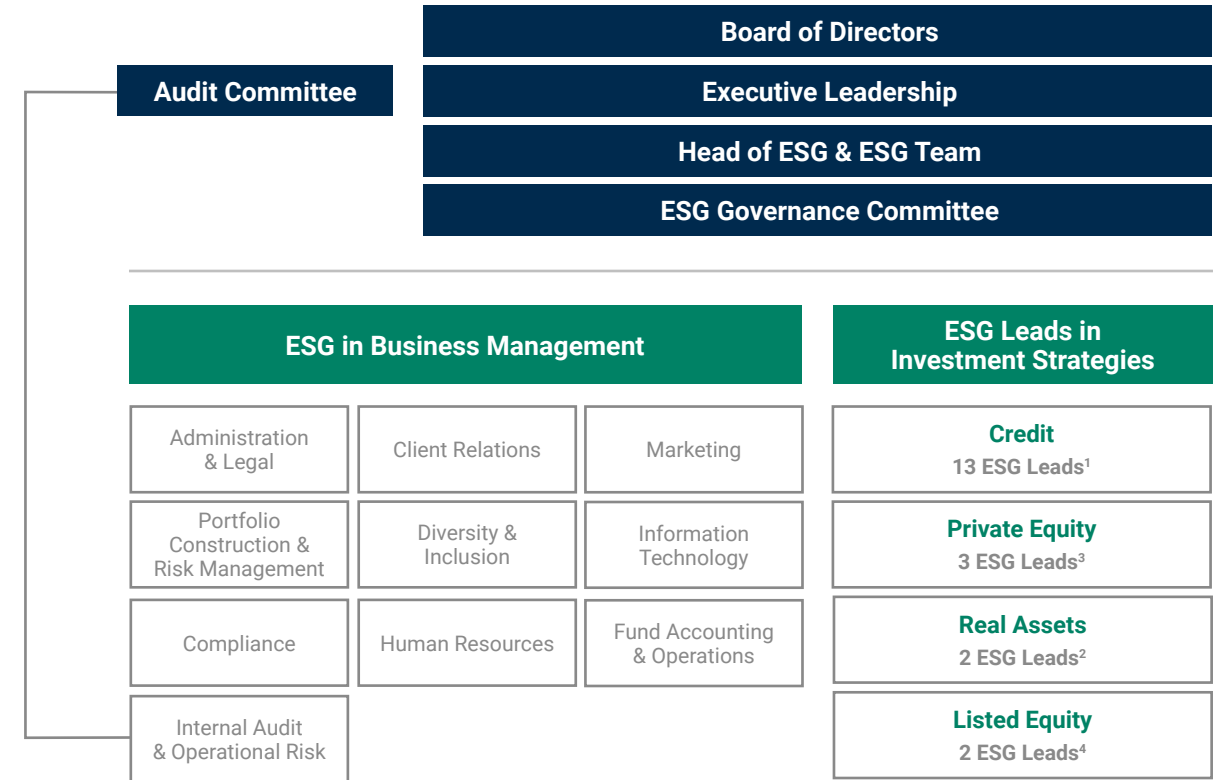 Board of Directors
Audit Committee
Executive Leadership
Head of ESG & ESG Team
ESG Governance Committee
ESG in Business Management
ESG Leads in
Investment Strategies
Administration
& Legal
Client Relations
Marketing
Credit
13 ESG Leads¹
Portfolio
Construction &
Risk Management
Diversity &
Inclusion
Information
Technology
Private Equity
3 ESG Leads³
Compliance
Human Resources
Fund Accounting
& Operations
Real Assets
2 ESG Leads²
Internal Audit
& Operational Risk
Listed Equity
2 ESG Leads⁴